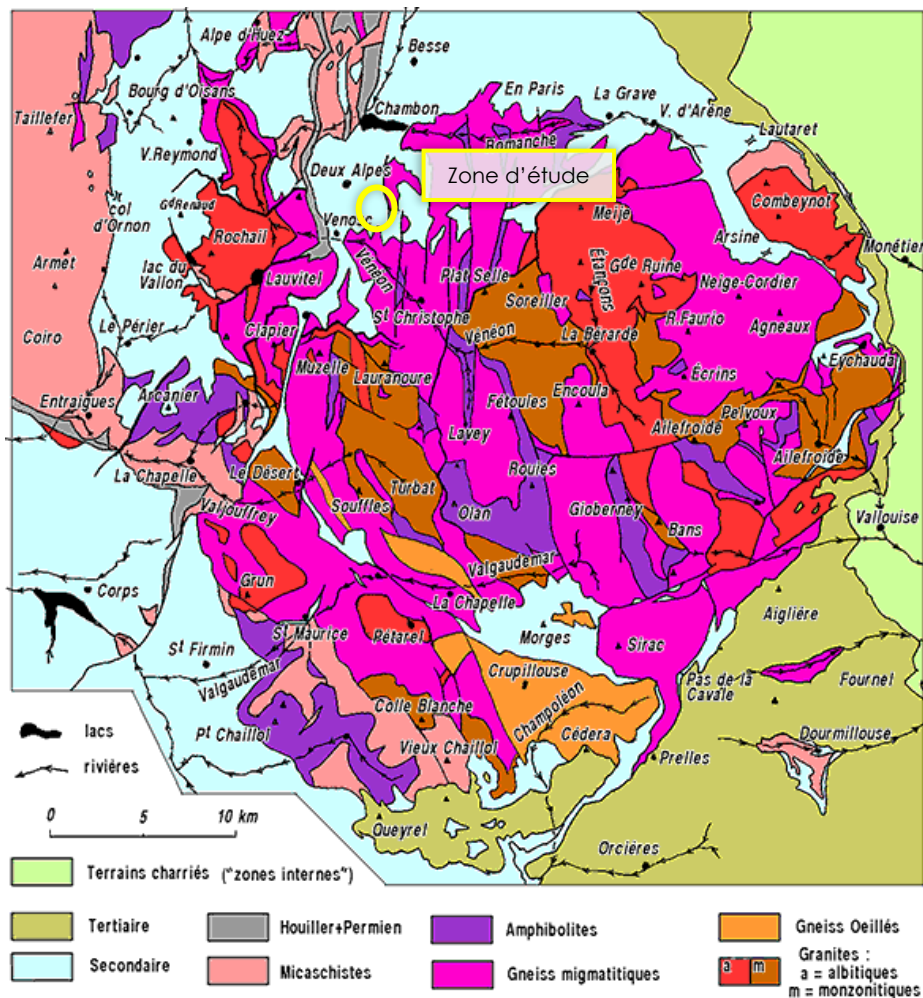 Alpe d'Huez
Besse
Bourg d'Oisans
En Paris
La Grave
Taillefer
Chambon
V. d'Arène
Lautaret
Romanche
V.Reymond
Deux Alpes
Zone d'étude
Combeynot
col
d'Ornon
Gd Renaud
Venosc
Meije
Arsine
Rochail
Monêtier
Armet
lac du
Vallon
Lauvitel
Vénéon
Plat Selle
Étançons
Gde Ruine
Neige-Cordier
Soreiller
St Christophe
Coiro
Le Périer
Clapier
Vénéon
La Bérarde
R.Faurio
Agneaux
Muzelle
Lauranoure
Écrins
Eychauda
Entraigues
Arcanier
Fétoules
Encoula
Pelvoux
Ailefroide
Lavey
Ailefroide
La Chapelle
Le Désert
Rouies
Turbat
Souffles
Olan
Gioberney
Bans
Valjouffrey
Vallouise
Valgaudemar
Grun
Corps
La Chapelle
Aiglière
St Maurice
Pétarel
Morges
Sirac
St Firmin
Valgaudemar
Crupillouse
Pas de la
Cavale
Fournel
Colle Blanche
Champoléon
Pt Chaillol
Vieux Chaillol
Cédera
Dourmillouse
Prelles
lacs
rivières
0 5 10 km
Queyrel
Orcières
Terrains charriés ("zones internes")
Tertiaire
Houiller+Permien
Amphibolites
Gneiss Oeillés
Secondaire
Micaschistes
Gneiss migmatitiques
a m
Granites :
a = albitiques
m = monzonitiques